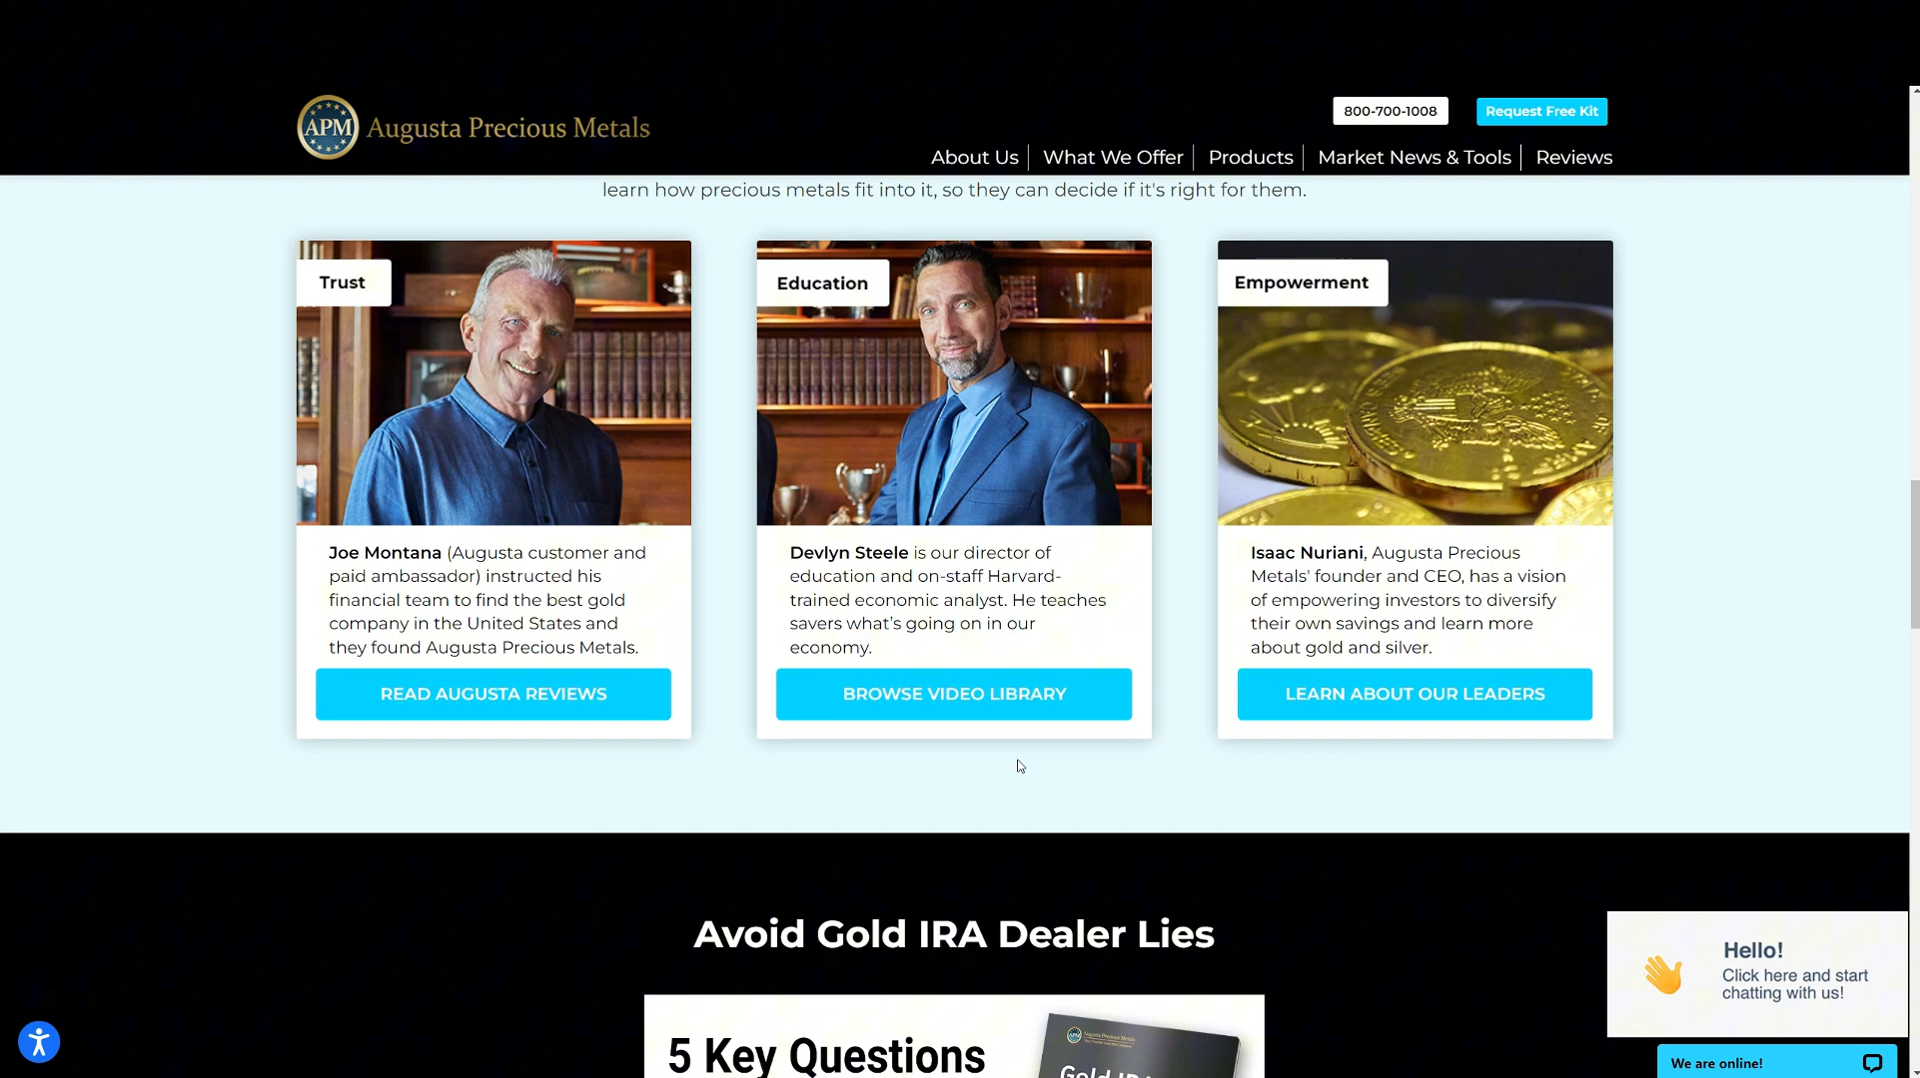 APM Augusta Precious Metals
800-700-1008
Request Free Kit
About Us
What We Offer
Products
Market News & Tools
Reviews
learn how precious metals fit into it, so they can decide if it's right for them.
Trust
Joe Montana (Augusta customer and
paid ambassador) instructed his
financial team to find the best gold
company in the United States and
they found Augusta Precious Metals.
READ AUGUSTA REVIEWS
Education
Devlyn Steele is our director of
education and on-staff Harvard-
trained economic analyst. He teaches
savers what’s going on in our
economy.
BROWSE VIDEO LIBRARY
Empowerment
Isaac Nuriani, Augusta Precious
Metals' founder and CEO, has a vision
of empowering investors to diversify
their own savings and learn more
about gold and silver.
LEARN ABOUT OUR LEADERS
Avoid Gold IRA Dealer Lies
5 Key Questions
APM Augusta Precious Metals
Gold IRA
Hello!
Click here and start
chatting with us!
We are online!